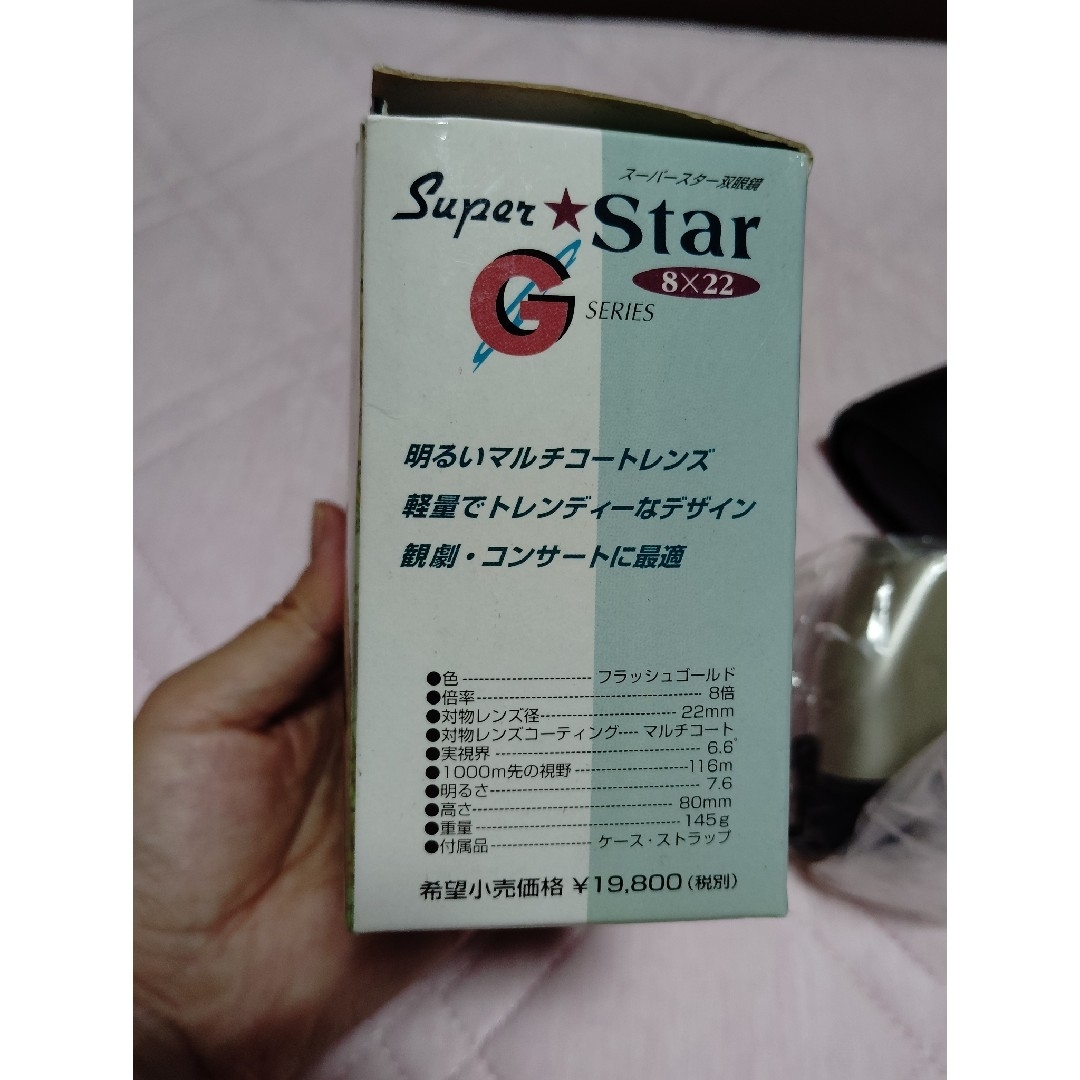 スーパースター双眼鏡
Super★Star
8×22
G SERIES
明るいマルチコートレンズ
軽量でトレンディーなデザイン
観劇・コンサートに最適
●色---------------------- フラッシュゴールド
●倍率-------------------------------------- 8倍
●対物レンズ径------------------------ 22mm
●対物レンズコーティング---- マルチコート
●実視界 ----------------------------------- 6.6°
●1000m先の視野--------------------116m
●明るさ------------------------------------- 7.6
●高さ------------------------------------ 80mm
●重量------------------------------------ 145g
●付属品------------------ ケース・ストラップ
希望小売価格 ¥19,800(税別)